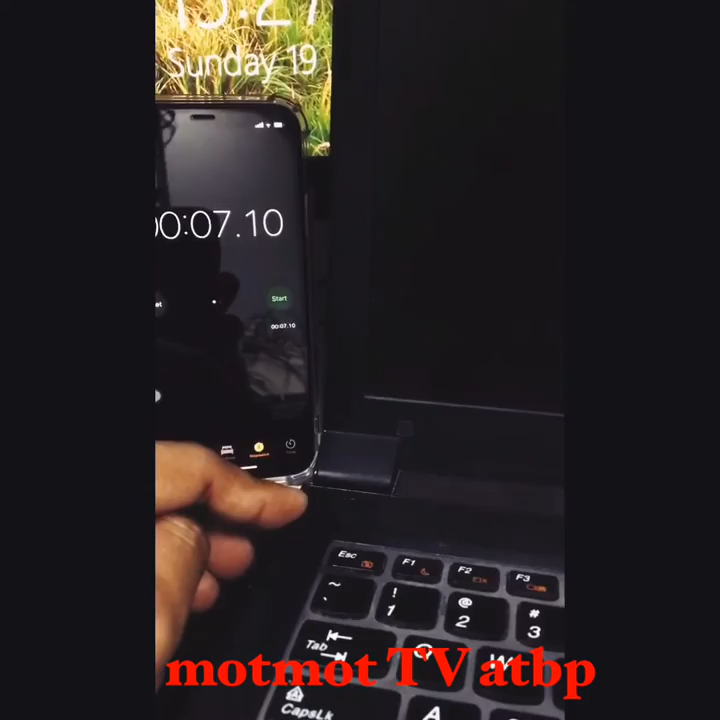 Sunday 19
00:07.10
Start
00:07.10
Esc F1 F2 F3
~ ! @ #
` 1 2 3
Tab Q W
CapsLk A
motmot TV atbp